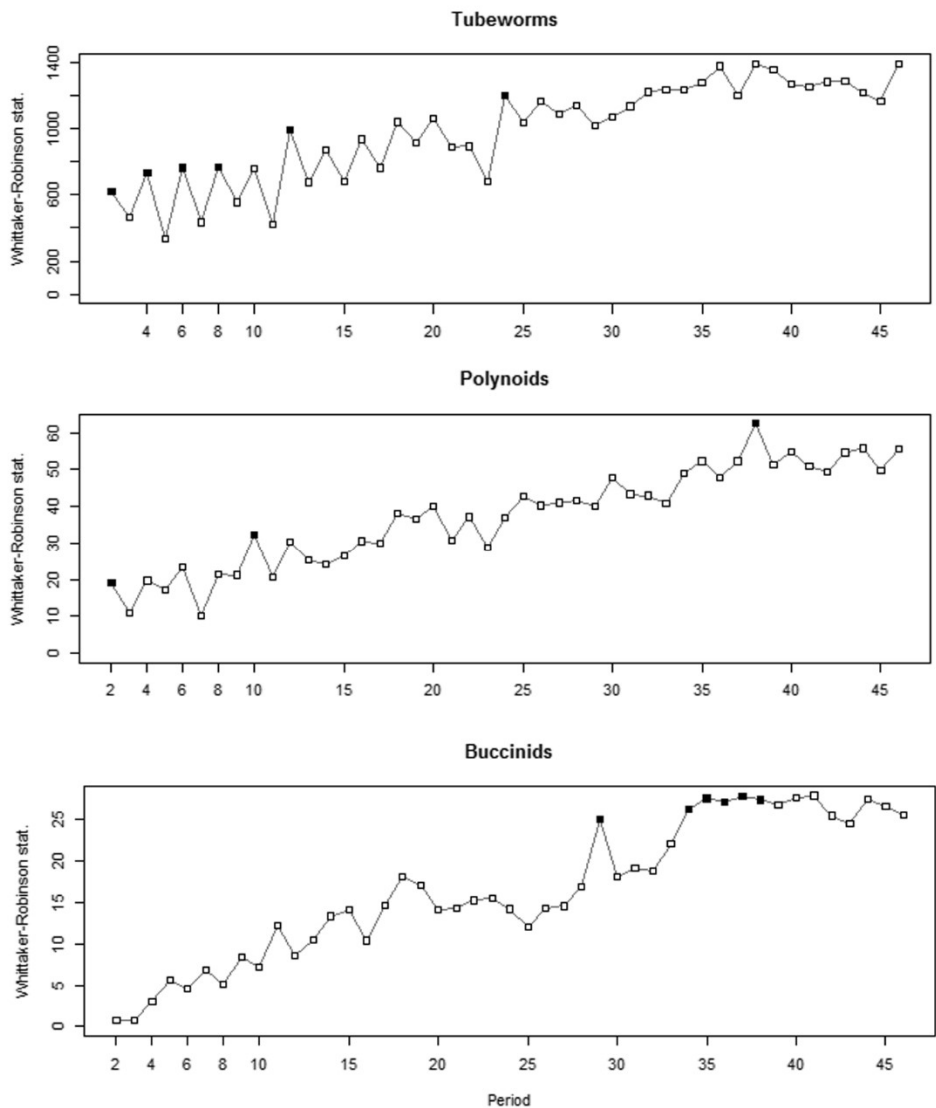 Tubeworms
Whittaker-Robinson stat.
0 200 600 1000 1400
4 6 8 10 15 20 25 30 35 40 45
Polynoids
Whittaker-Robinson stat.
0 10 20 30 40 50 60
2 4 6 8 10 15 20 25 30 35 40 45
Buccinids
Whittaker-Robinson stat.
0 5 10 15 20 25
2 4 6 8 10 15 20 25 30 35 40 45
Period